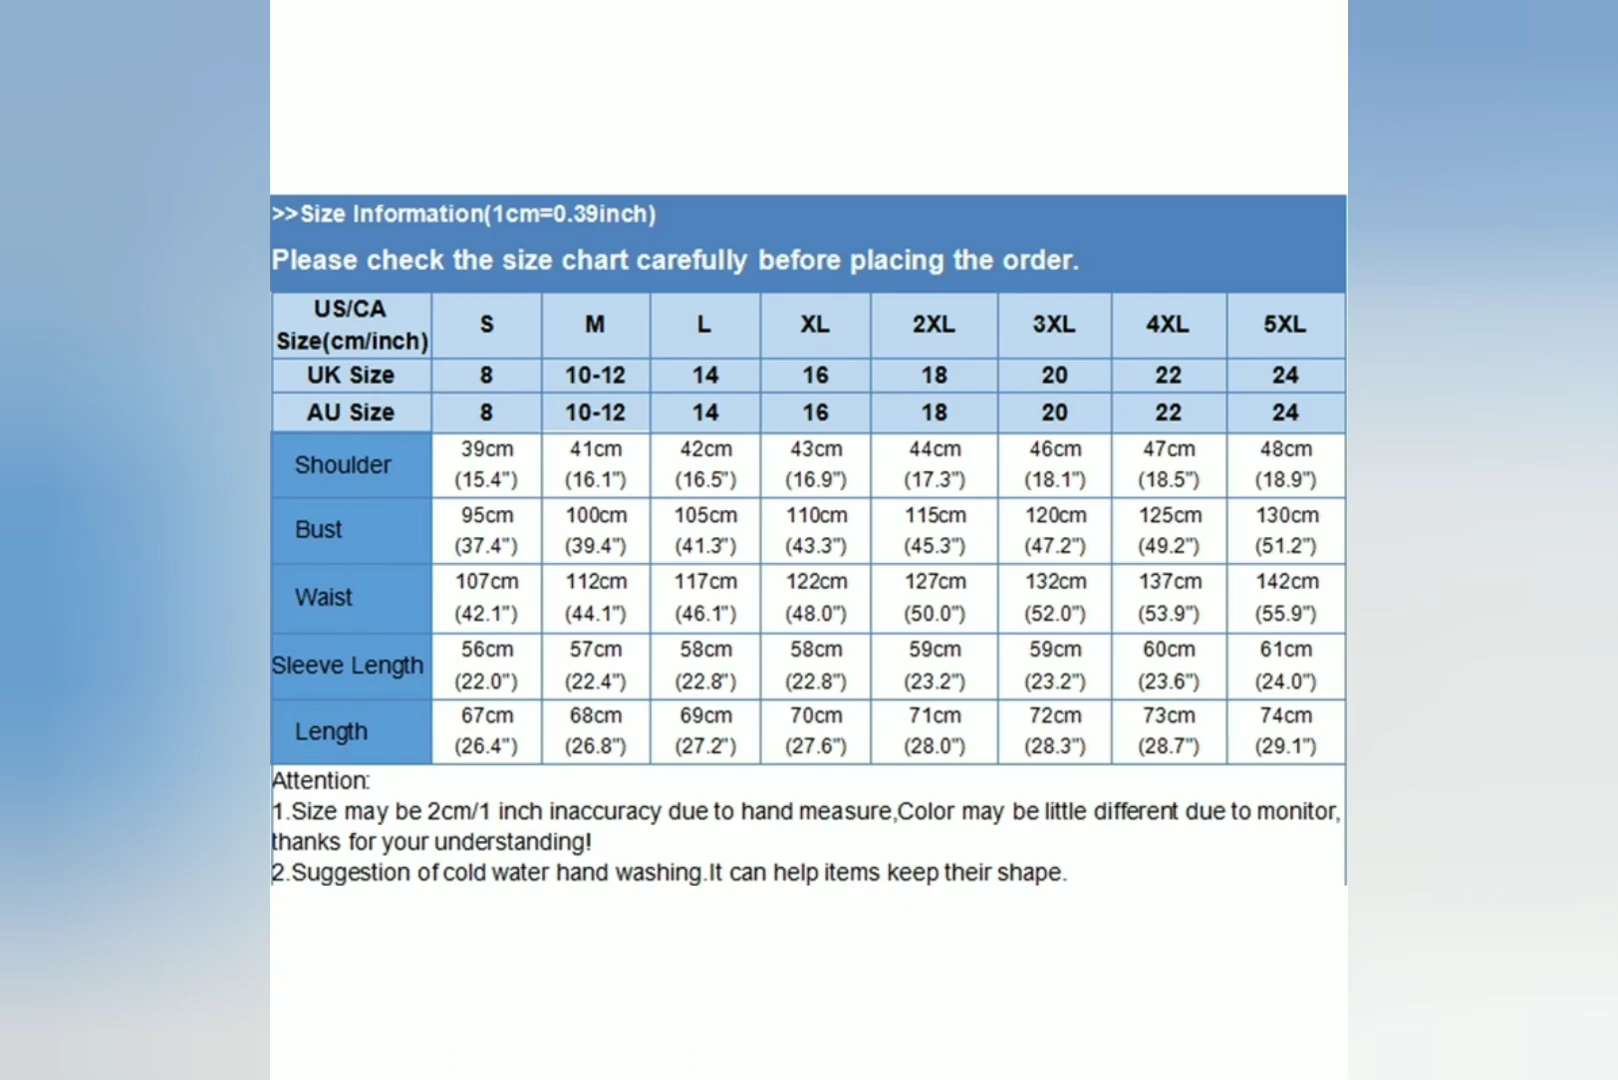 >>Size Information(1cm=0.39inch)
Please check the size chart carefully before placing the order.
US/CA Size(cm/inch) S M L XL 2XL 3XL 4XL 5XL
UK Size 8 10-12 14 16 18 20 22 24
AU Size 8 10-12 14 16 18 20 22 24
Shoulder 39cm (15.4") 41cm (16.1") 42cm (16.5") 43cm (16.9") 44cm (17.3") 46cm (18.1") 47cm (18.5") 48cm (18.9")
Bust 95cm (37.4") 100cm (39.4") 105cm (41.3") 110cm (43.3") 115cm (45.3") 120cm (47.2") 125cm (49.2") 130cm (51.2")
Waist 107cm (42.1") 112cm (44.1") 117cm (46.1") 122cm (48.0") 127cm (50.0") 132cm (52.0") 137cm (53.9") 142cm (55.9")
Sleeve Length 56cm (22.0") 57cm (22.4") 58cm (22.8") 58cm (22.8") 59cm (23.2") 59cm (23.2") 60cm (23.6") 61cm (24.0")
Length 67cm (26.4") 68cm (26.8") 69cm (27.2") 70cm (27.6") 71cm (28.0") 72cm (28.3") 73cm (28.7") 74cm (29.1")
Attention:
1.Size may be 2cm/1 inch inaccuracy due to hand measure,Color may be little different due to monitor,
thanks for your understanding!
2.Suggestion of cold water hand washing.It can help items keep their shape.